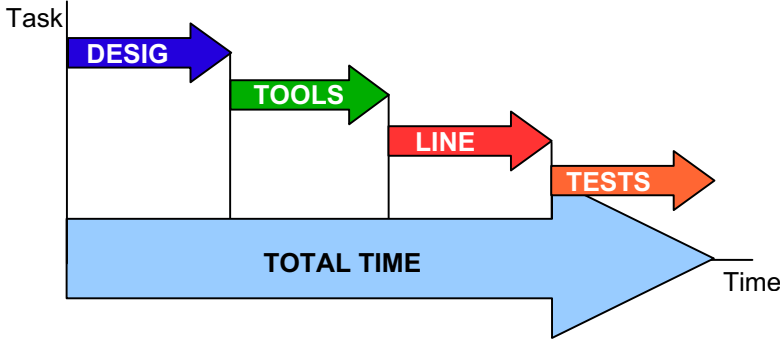 Task
DESIG
TOOLS
LINE
TESTS
TOTAL TIME
Time